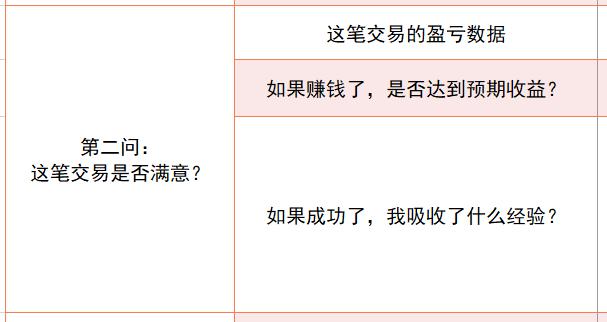 这笔交易的盈亏数据
如果赚钱了，是否达到预期收益？
第二问：
这笔交易是否满意？
如果成功了，我吸收了什么经验？